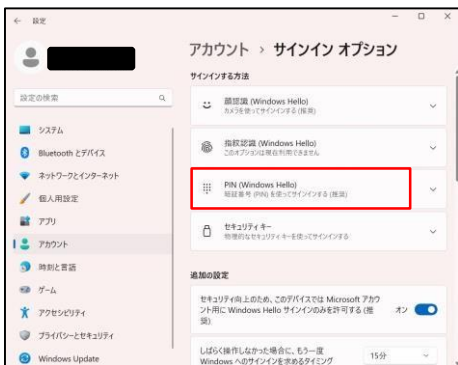 設定
アカウント › サインイン オプション
サインインする方法
設定の検索
顔認識 (Windows Hello)
カメラを使ってサインインする (推奨)
システム
Bluetooth とデバイス
指紋認識 (Windows Hello)
このオプションは現在利用できません
ネットワークとインターネット
個人用設定
PIN (Windows Hello)
暗証番号 (PIN) を使ってサインインする (推奨)
アプリ
アカウント
セキュリティ キー
物理的なセキュリティ キーを使ってサインインする
時刻と言語
ゲーム
アクセシビリティ
プライバシーとセキュリティ
Windows Update
追加の設定
セキュリティ向上のため、このデバイスでは Microsoft アカウ
ント用に Windows Hello サインインのみを許可する (推
奨)
オン
しばらく操作しなかった場合に、もう一度
Windows へのサインインを求めるタイミング
15分